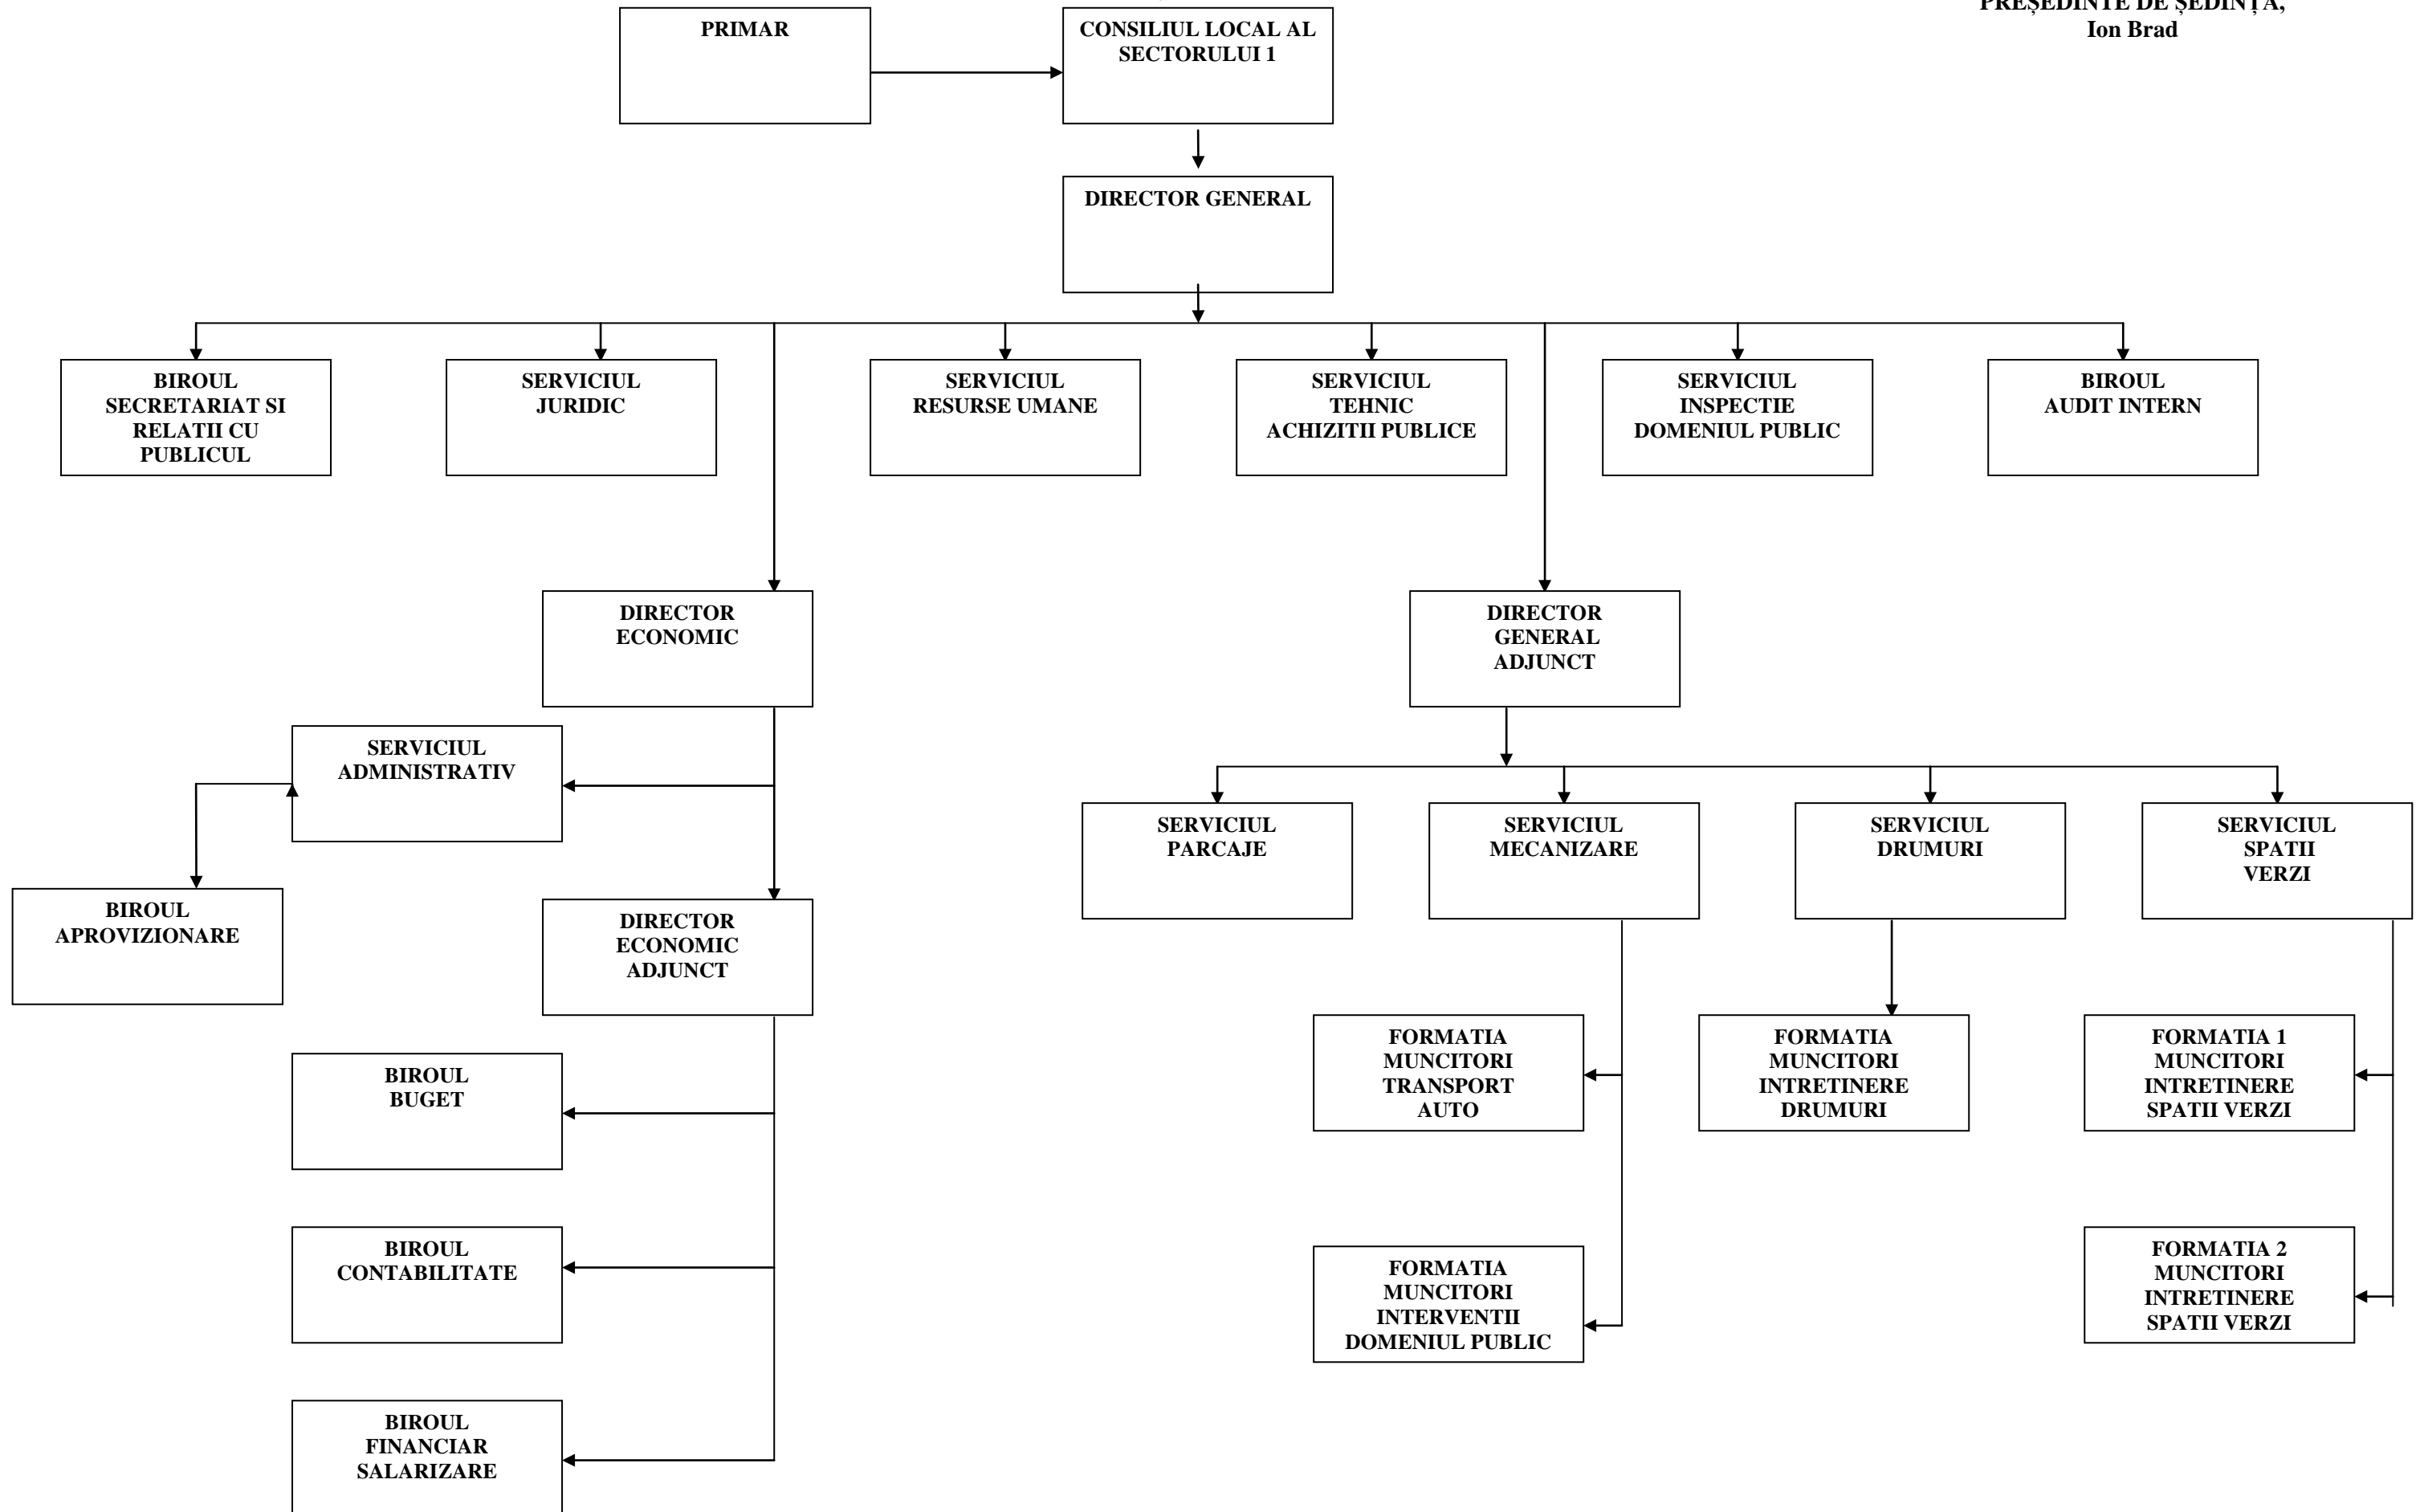 PREȘEDINTE DE ȘEDINȚĂ,
Ion Brad
PRIMAR
CONSILIUL LOCAL AL
SECTORULUI 1
DIRECTOR GENERAL
BIROUL
SECRETARIAT SI
RELATII CU
PUBLICUL
SERVICIUL
JURIDIC
SERVICIUL
RESURSE UMANE
SERVICIUL
TEHNIC
ACHIZITII PUBLICE
SERVICIUL
INSPECTIE
DOMENIUL PUBLIC
BIROUL
AUDIT INTERN
DIRECTOR
ECONOMIC
DIRECTOR
GENERAL
ADJUNCT
SERVICIUL
ADMINISTRATIV
BIROUL
APROVIZIONARE
DIRECTOR
ECONOMIC
ADJUNCT
SERVICIUL
PARCAJE
SERVICIUL
MECANIZARE
SERVICIUL
DRUMURI
SERVICIUL
SPATII
VERZI
BIROUL
BUGET
FORMATIA
MUNCITORI
TRANSPORT
AUTO
FORMATIA
MUNCITORI
INTRETINERE
DRUMURI
FORMATIA 1
MUNCITORI
INTRETINERE
SPATII VERZI
BIROUL
CONTABILITATE
FORMATIA
MUNCITORI
INTERVENTII
DOMENIUL PUBLIC
FORMATIA 2
MUNCITORI
INTRETINERE
SPATII VERZI
BIROUL
FINANCIAR
SALARIZARE